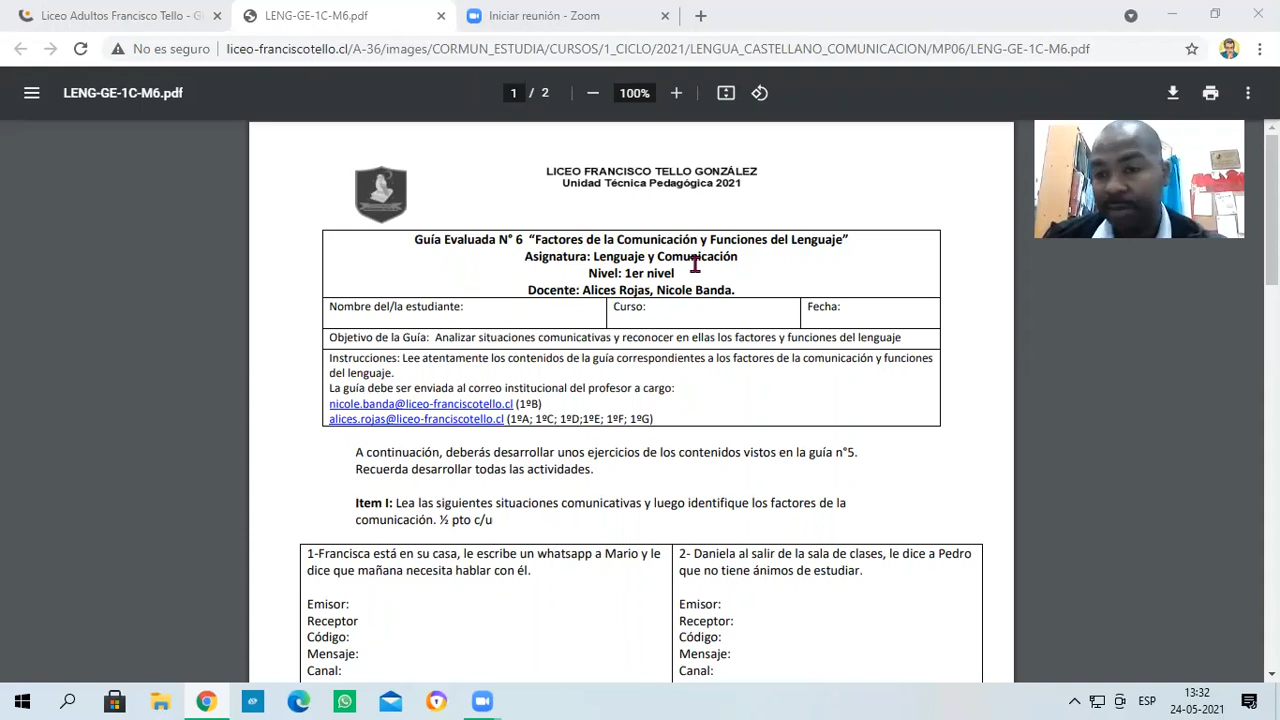 Liceo Adultos Francisco Tello - G
LENG-GE-1C-M6.pdf
Iniciar reunión - Zoom
No es seguro
liceo-franciscotello.cl/A-36/images/CORMUN_ESTUDIA/CURSOS/1_CICLO/2021/LENGUA_CASTELLANO_COMUNICACION/MP06/LENG-GE-1C-M6.pdf
LENG-GE-1C-M6.pdf
1 / 2
100%
LICEO FRANCISCO TELLO GONZÁLEZ
Unidad Técnica Pedagógica 2021
Guía Evaluada N° 6 “Factores de la Comunicación y Funciones del Lenguaje”
Asignatura: Lenguaje y Comunicación
Nivel: 1er nivel
Docente: Alices Rojas, Nicole Banda.
Nombre del/la estudiante: Curso: Fecha:
Objetivo de la Guía: Analizar situaciones comunicativas y reconocer en ellas los factores y funciones del lenguaje
Instrucciones: Lee atentamente los contenidos de la guía correspondientes a los factores de la comunicación y funciones
del lenguaje.
La guía debe ser enviada al correo institucional del profesor a cargo:
nicole.banda@liceo-franciscotello.cl (1ºB)
alices.rojas@liceo-franciscotello.cl (1ºA; 1ºC; 1ºD;1ºE; 1ºF; 1ºG)
A continuación, deberás desarrollar unos ejercicios de los contenidos vistos en la guía n°5.
Recuerda desarrollar todas las actividades.
Item I: Lea las siguientes situaciones comunicativas y luego identifique los factores de la
comunicación. ½ pto c/u
1-Francisca está en su casa, le escribe un whatsapp a Mario y le
dice que mañana necesita hablar con él.
Emisor:
Receptor
Código:
Mensaje:
Canal:
2- Daniela al salir de la sala de clases, le dice a Pedro
que no tiene ánimos de estudiar.
Emisor:
Receptor:
Código:
Mensaje:
Canal:
ESP
13:32
24-05-2021